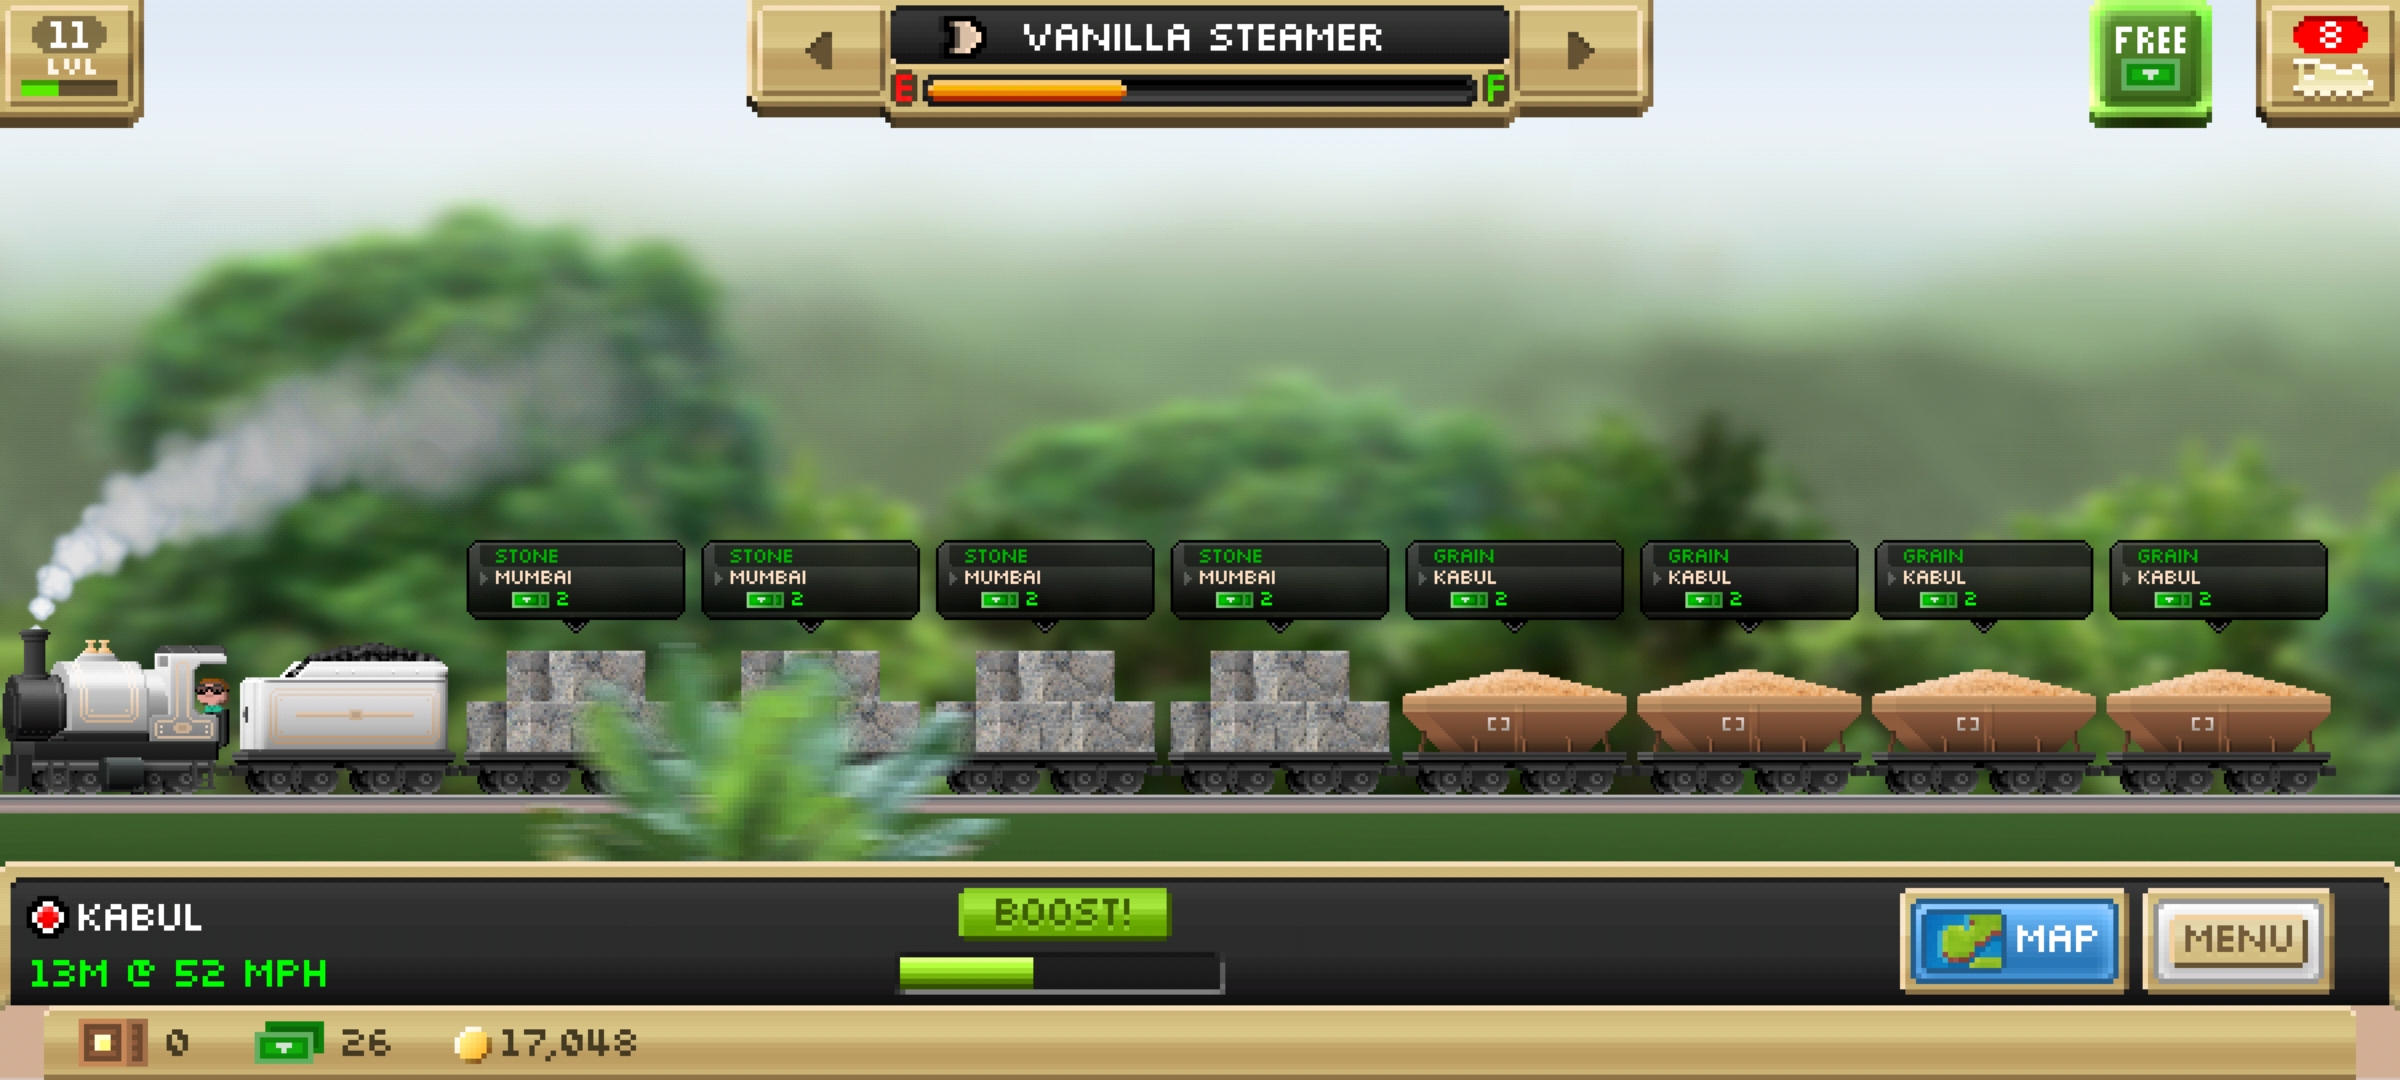 11
LVL
VANILLA STEAMER
E F
FREE
8
STONE
MUMBAI
2
STONE
MUMBAI
2
STONE
MUMBAI
2
STONE
MUMBAI
2
GRAIN
KABUL
2
GRAIN
KABUL
2
GRAIN
KABUL
2
GRAIN
KABUL
2
KABUL
13M @ 52 MPH
BOOST!
MAP
MENU
0
26
17,048